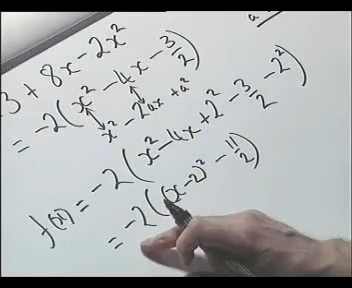 3 + 8x - 2x²
= -2(x² - 4x - 3/2)
x² - 2ax + a²
f(x) = -2(x² - 4x + 2² - 3/2 - 2²)
= -2((x - 2)² - 11/2)